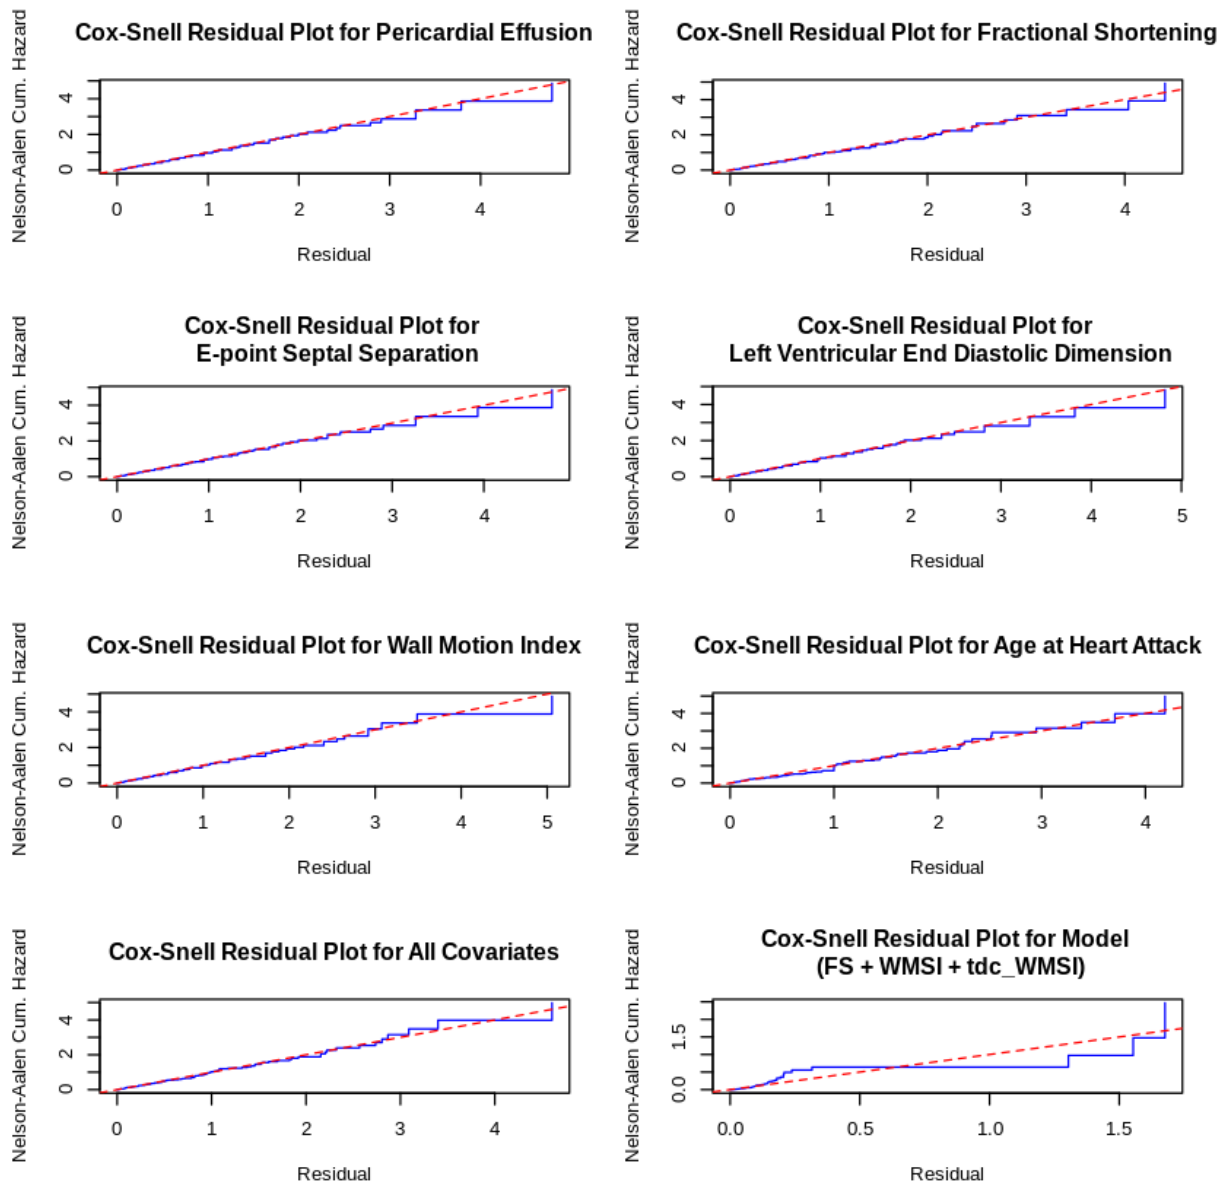 Cox-Snell Residual Plot for Pericardial Effusion
Nelson-Aalen Cum. Hazard
0 2 4
0 1 2 3 4
Residual
Cox-Snell Residual Plot for Fractional Shortening
Nelson-Aalen Cum. Hazard
0 2 4
0 1 2 3 4
Residual
Cox-Snell Residual Plot for
E-point Septal Separation
Nelson-Aalen Cum. Hazard
0 2 4
0 1 2 3 4
Residual
Cox-Snell Residual Plot for
Left Ventricular End Diastolic Dimension
Nelson-Aalen Cum. Hazard
0 2 4
0 1 2 3 4 5
Residual
Cox-Snell Residual Plot for Wall Motion Index
Nelson-Aalen Cum. Hazard
0 2 4
0 1 2 3 4 5
Residual
Cox-Snell Residual Plot for Age at Heart Attack
Nelson-Aalen Cum. Hazard
0 2 4
0 1 2 3 4
Residual
Cox-Snell Residual Plot for All Covariates
Nelson-Aalen Cum. Hazard
0 2 4
0 1 2 3 4
Residual
Cox-Snell Residual Plot for Model
(FS + WMSI + tdc_WMSI)
Nelson-Aalen Cum. Hazard
0.0 1.5
0.0 0.5 1.0 1.5
Residual